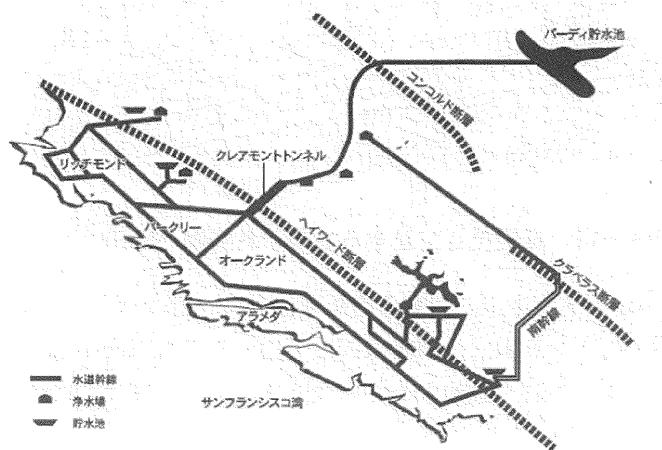 パーディ貯水池
コンコルド断層
クレアモントトンネル
リッチモンド
バークリー
ヘイワード断層
オークランド
クラベラス断層
アラメダ
南幹線
水道幹線
浄水場
貯水池
サンフランシスコ湾